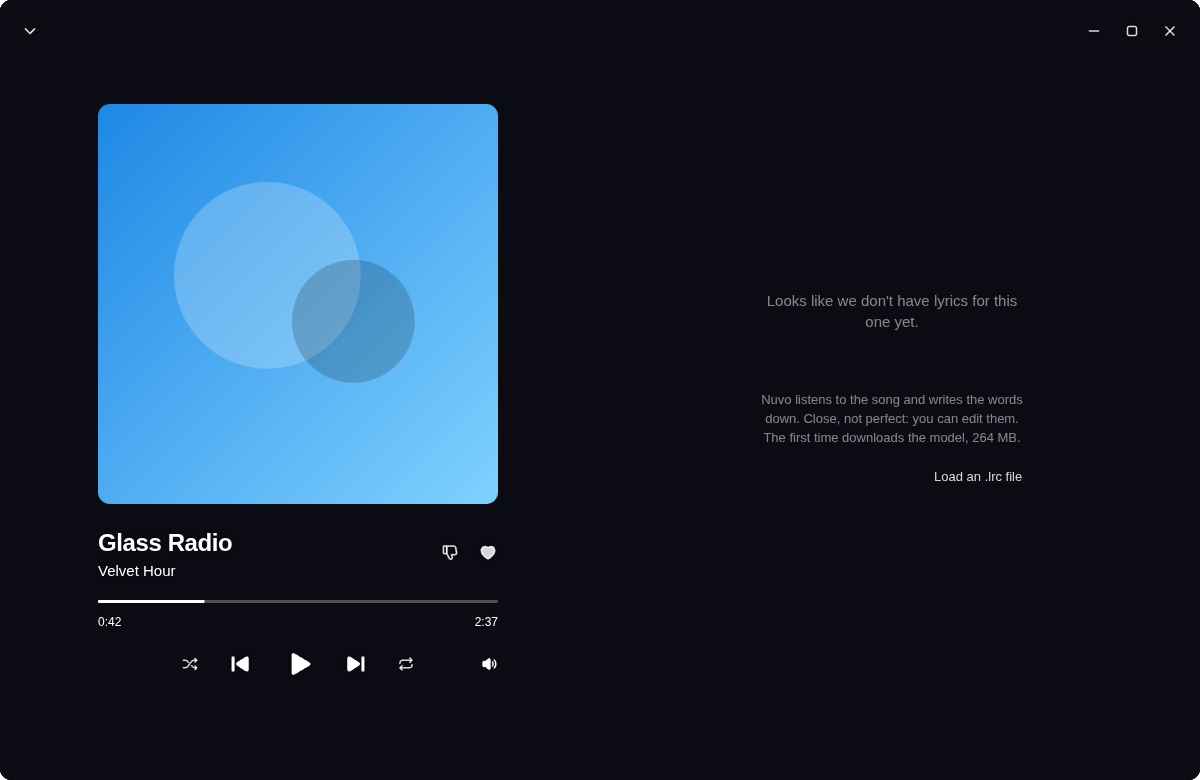 Glass Radio
Velvet Hour
0:42
2:37
Looks like we don't have lyrics for this
one yet.
Nuvo listens to the song and writes the words
down. Close, not perfect: you can edit them.
The first time downloads the model, 264 MB.
Load an .lrc file